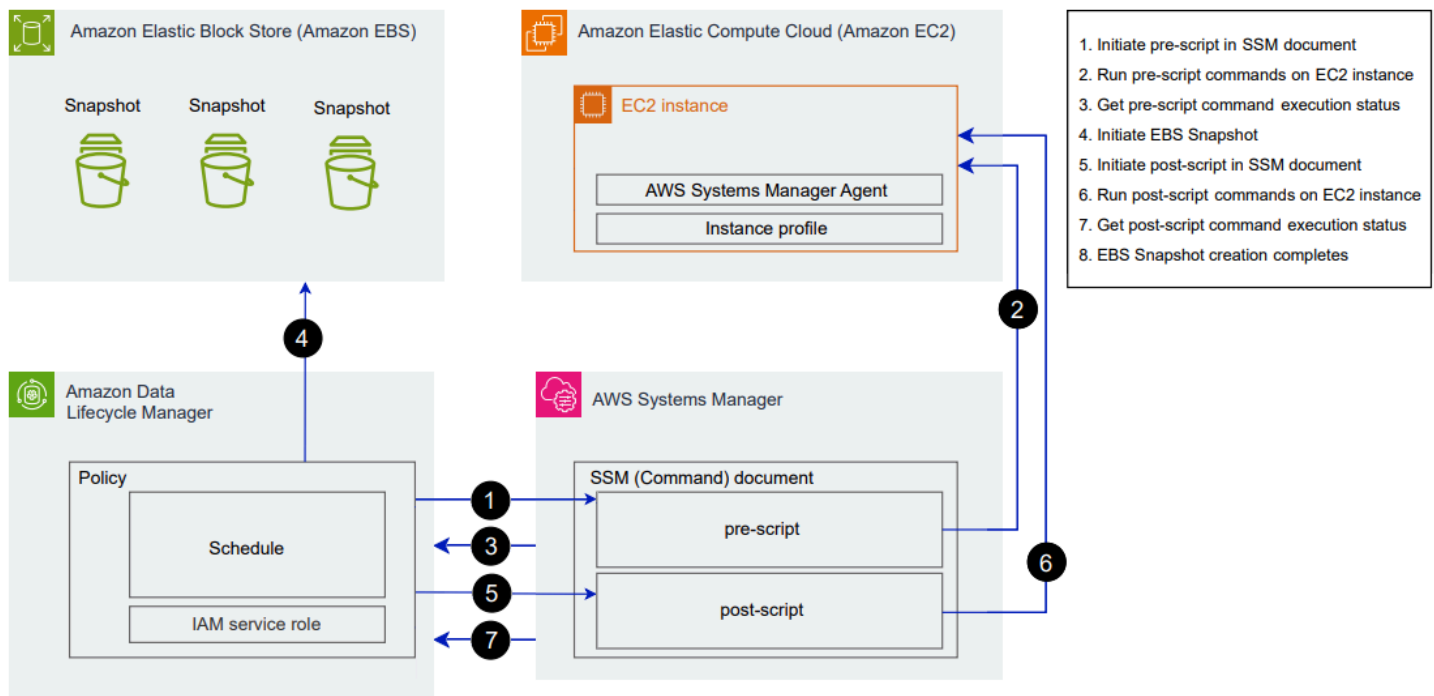 Amazon Elastic Block Store (Amazon EBS)
Snapshot
Snapshot
Snapshot
Amazon Elastic Compute Cloud (Amazon EC2)
EC2 instance
AWS Systems Manager Agent
Instance profile
1. Initiate pre-script in SSM document
2. Run pre-script commands on EC2 instance
3. Get pre-script command execution status
4. Initiate EBS Snapshot
5. Initiate post-script in SSM document
6. Run post-script commands on EC2 instance
7. Get post-script command execution status
8. EBS Snapshot creation completes
4
2
Amazon Data
Lifecycle Manager
Policy
Schedule
IAM service role
1
3
5
7
AWS Systems Manager
SSM (Command) document
pre-script
post-script
6